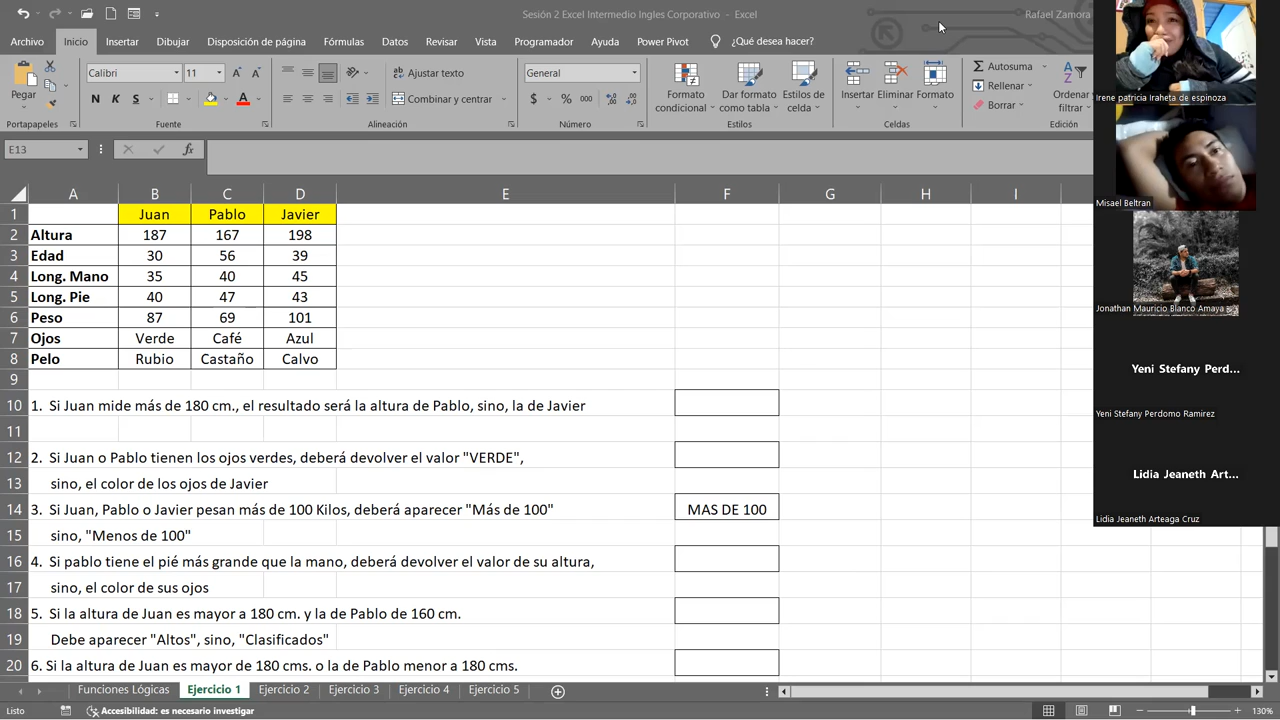 Sesión 2 Excel Intermedio Ingles Corporativo - Excel
Rafael Zamora
Archivo Inicio Insertar Dibujar Disposición de página Fórmulas Datos Revisar Vista Programador Ayuda Power Pivot ¿Qué desea hacer?
Pegar
Calibri 11
N K S
Ajustar texto
Combinar y centrar
General
$ % 000
Formato condicional
Dar formato como tabla
Estilos de celda
Insertar
Eliminar
Formato
Autosuma
Rellenar
Borrar
Ordenar
filtrar
Portapapeles Fuente Alineación Número Estilos Celdas Edición
E13 fx
A B C D E F G H I
1 Juan Pablo Javier
2 Altura 187 167 198
3 Edad 30 56 39
4 Long. Mano 35 40 45
5 Long. Pie 40 47 43
6 Peso 87 69 101
7 Ojos Verde Café Azul
8 Pelo Rubio Castaño Calvo
9
10 1. Si Juan mide más de 180 cm., el resultado será la altura de Pablo, sino, la de Javier
11
12 2. Si Juan o Pablo tienen los ojos verdes, deberá devolver el valor "VERDE",
13 sino, el color de los ojos de Javier
14 3. Si Juan, Pablo o Javier pesan más de 100 Kilos, deberá aparecer "Más de 100" MAS DE 100
15 sino, "Menos de 100"
16 4. Si pablo tiene el pié más grande que la mano, deberá devolver el valor de su altura,
17 sino, el color de sus ojos
18 5. Si la altura de Juan es mayor a 180 cm. y la de Pablo de 160 cm.
19 Debe aparecer "Altos", sino, "Clasificados"
20 6. Si la altura de Juan es mayor de 180 cms. o la de Pablo menor a 180 cms.
Funciones Lógicas Ejercicio 1 Ejercicio 2 Ejercicio 3 Ejercicio 4 Ejercicio 5
Listo Accesibilidad: es necesario investigar 130%
Irene patricia Iraheta de espinoza
Misael Beltran
Jonathan Mauricio Blanco Amaya
Yeni Stefany Perd...
Yeni Stefany Perdomo Ramirez
Lidia Jeaneth Art...
Lidia Jeaneth Arteaga Cruz